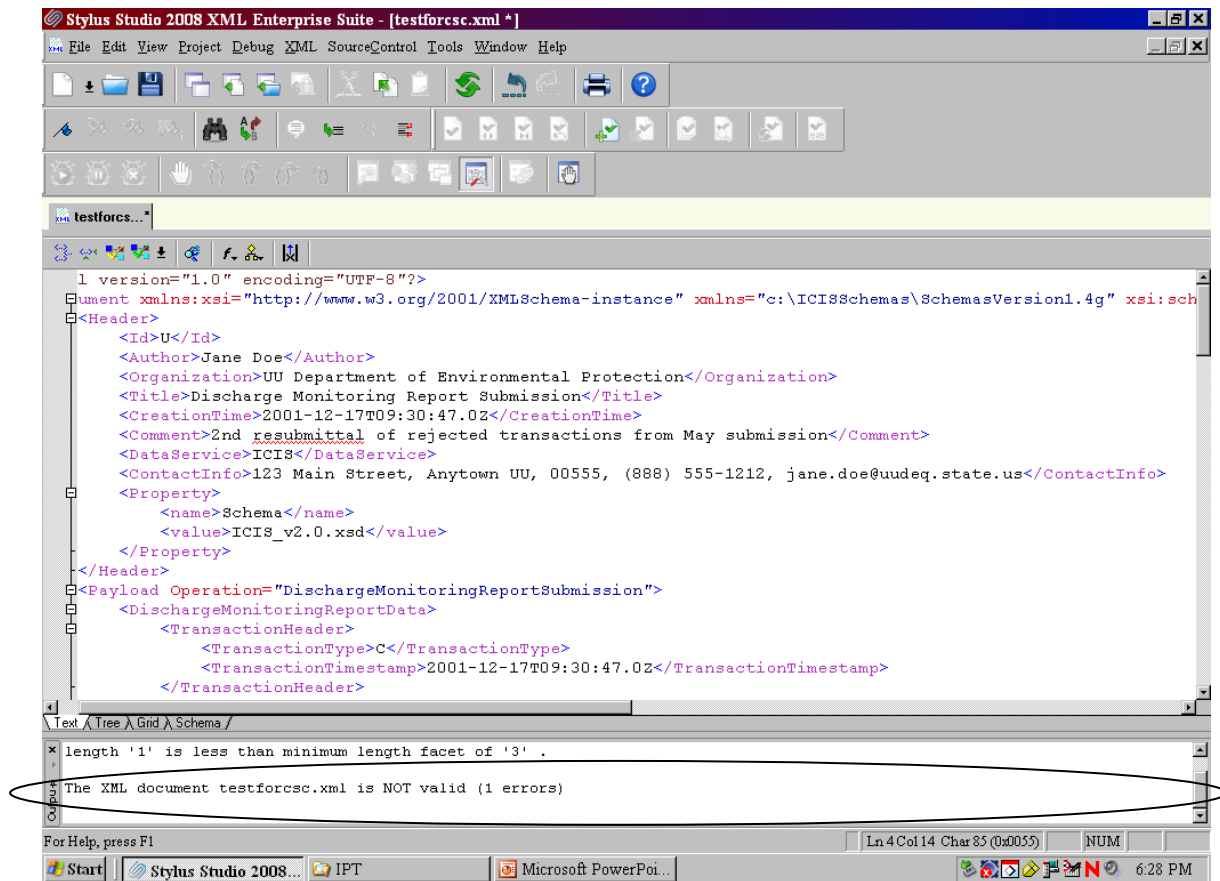 Stylus Studio 2008 XML Enterprise Suite - [testforcsc.xml *]
File Edit View Project Debug XML SourceControl Tools Window Help
testforcs...*
l version="1.0" encoding="UTF-8"?>
ument xmlns:xsi="http://www.w3.org/2001/XMLSchema-instance" xmlns="c:\ICISSchemas\SchemasVersion1.4g" xsi:sch
<Header>
<Id>U</Id>
<Author>Jane Doe</Author>
<Organization>UU Department of Environmental Protection</Organization>
<Title>Discharge Monitoring Report Submission</Title>
<CreationTime>2001-12-17T09:30:47.0Z</CreationTime>
<Comment>2nd resubmittal of rejected transactions from May submission</Comment>
<DataService>ICIS</DataService>
<ContactInfo>123 Main Street, Anytown UU, 00555, (888) 555-1212, jane.doe@uudeq.state.us</ContactInfo>
<Property>
<name>Schema</name>
<value>ICIS_v2.0.xsd</value>
</Property>
</Header>
<Payload Operation="DischargeMonitoringReportSubmission">
<DischargeMonitoringReportData>
<TransactionHeader>
<TransactionType>C</TransactionType>
<TransactionTimestamp>2001-12-17T09:30:47.0Z</TransactionTimestamp>
</TransactionHeader>
Text Tree Grid Schema
length '1' is less than minimum length facet of '3' .
The XML document testforcsc.xml is NOT valid (1 errors)
Output
For Help, press F1 Ln 4 Col 14 Char 85 (0x0055) NUM
Start Stylus Studio 2008... IPT Microsoft PowerPoi... 6:28 PM